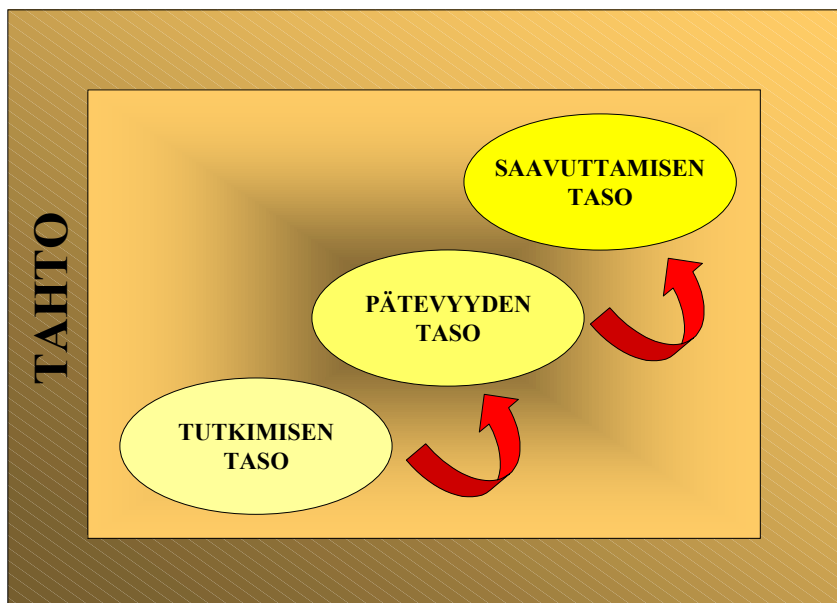 TAHTO
SAAVUTTAMISEN
TASO
PÄTEVYYDEN
TASO
TUTKIMISEN
TASO